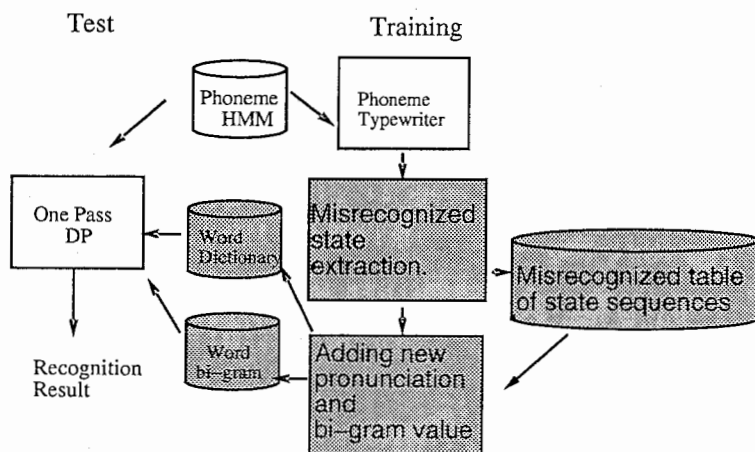 Test
Training
Phoneme
HMM
Phoneme
Typewriter
One Pass
DP
Word
Dictionary
Misrecognized
state
extraction.
Misrecognized table
of state sequences
Word
bi-gram
Adding new
pronunciation
and
bi-gram value
Recognition
Result